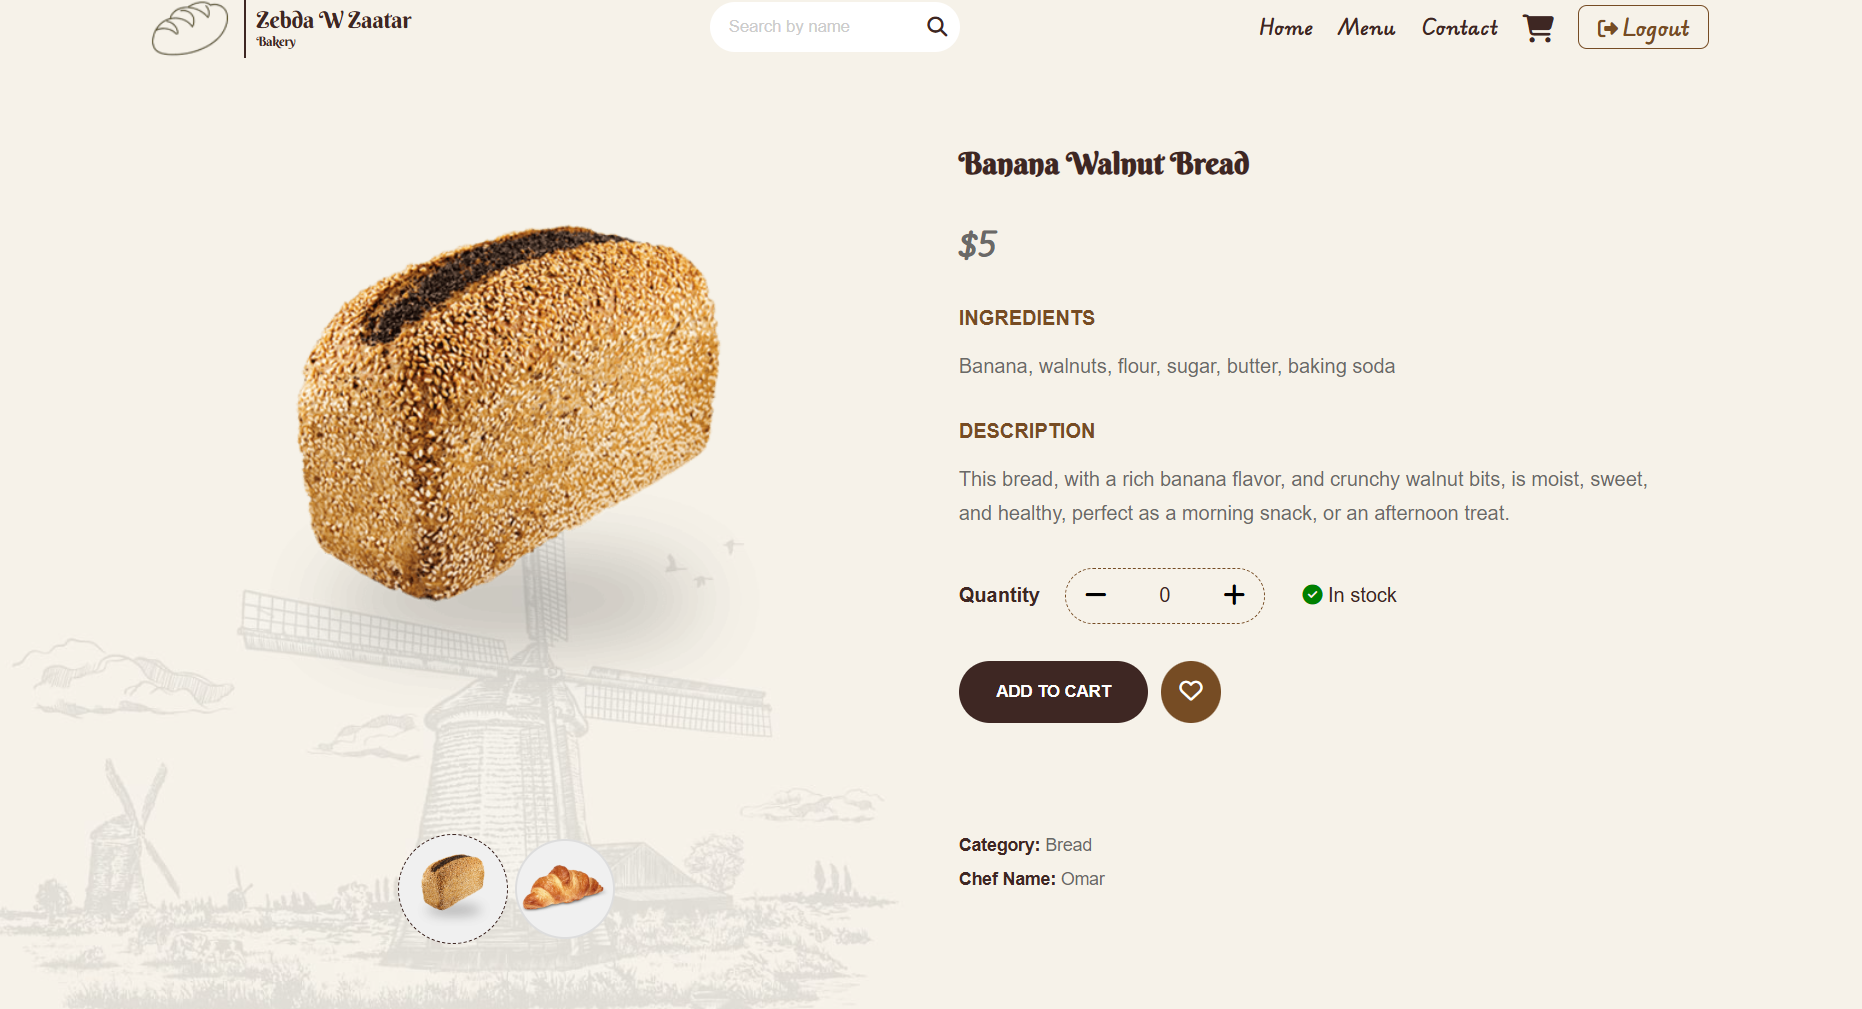 Zebda W Zaatar
Bakery
Search by name
Home
Menu
Contact
Logout
Banana Walnut Bread
$5
INGREDIENTS
Banana, walnuts, flour, sugar, butter, baking soda
DESCRIPTION
This bread, with a rich banana flavor, and crunchy walnut bits, is moist, sweet,
and healthy, perfect as a morning snack, or an afternoon treat.
Quantity
0
In stock
ADD TO CART
Category: Bread
Chef Name: Omar